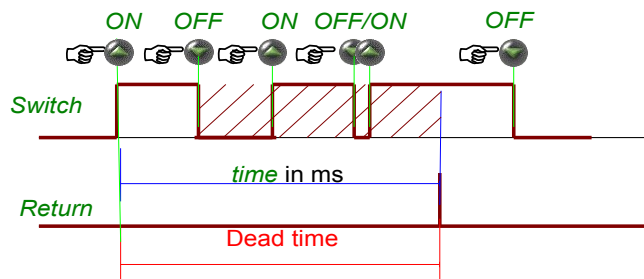 ON OFF ON OFF/ON OFF
Switch
time in ms
Return
Dead time